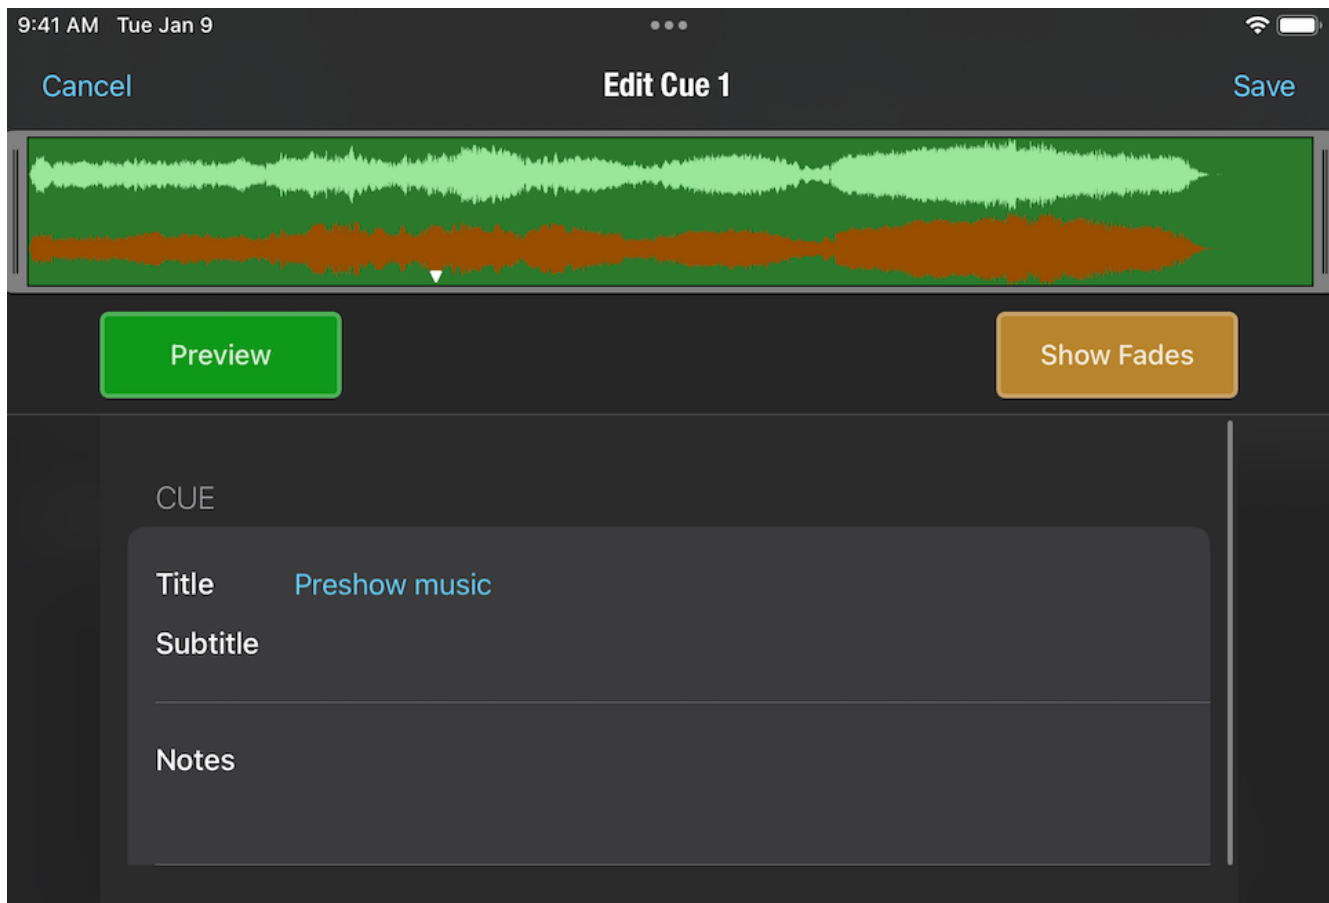 9:41 AM Tue Jan 9
Cancel Edit Cue 1 Save
Preview Show Fades
CUE
Title Preshow music
Subtitle
Notes